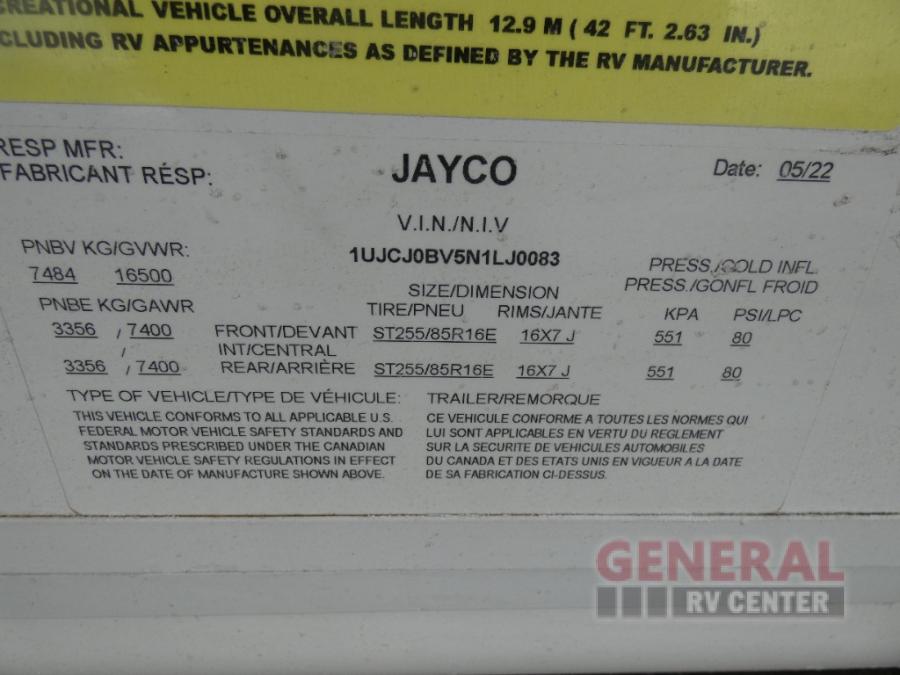 CREATIONAL VEHICLE OVERALL LENGTH 12.9 M ( 42 FT. 2.63 IN.)
CLUDING RV APPURTENANCES AS DEFINED BY THE RV MANUFACTURER.
RESP MFR:
FABRICANT RÉSP:
JAYCO
Date: 05/22
V.I.N./N.I.V
1UJCJ0BV5N1LJ0083
PNBV KG/GVWR:
7484 16500
PRESS./COLD INFL
PRESS./GONFL FROID
SIZE/DIMENSION
PNBE KG/GAWR TIRE/PNEU RIMS/JANTE KPA PSI/LPC
3356 / 7400 FRONT/DEVANT ST255/85R16E 16X7 J 551 80
/ INT/CENTRAL
3356 / 7400 REAR/ARRIÈRE ST255/85R16E 16X7 J 551 80
TYPE OF VEHICLE/TYPE DE VÉHICULE: TRAILER/REMORQUE
THIS VEHICLE CONFORMS TO ALL APPLICABLE U.S.
FEDERAL MOTOR VEHICLE SAFETY STANDARDS AND
STANDARDS PRESCRIBED UNDER THE CANADIAN
MOTOR VEHICLE SAFETY REGULATIONS IN EFFECT
ON THE DATE OF MANUFACTURE SHOWN ABOVE.
CE VEHICULE CONFORME A TOUTES LES NORMES QUI
LUI SONT APPLICABLES EN VERTU DU REGLEMENT
SUR LA SECURITE DE VEHICULES AUTOMOBILES
DU CANADA ET DES ETATS UNIS EN VIGUEUR A LA DATE
DE SA FABRICATION CI-DESSUS.
GENERAL
RV CENTER